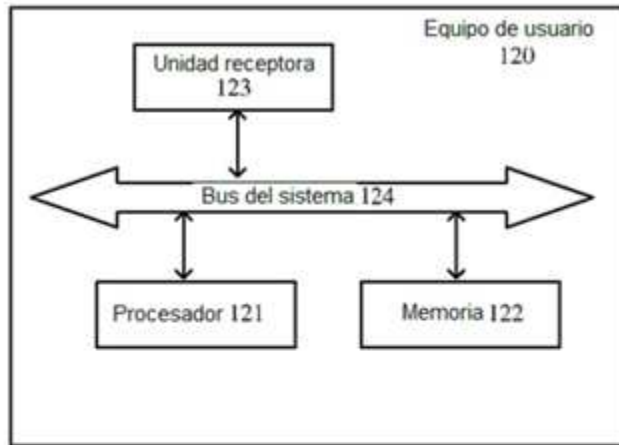 Equipo de usuario
120
Unidad receptora
123
Bus del sistema 124
Procesador 121
Memoria 122